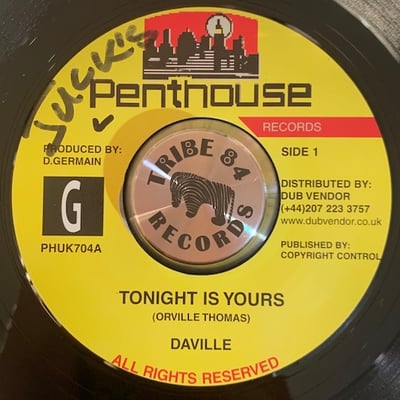 Penthouse
RECORDS
PRODUCED BY:
D.GERMAIN
SIDE 1
G
PHUK704A
TRIBE 84
RECORDS
DISTRIBUTED BY:
DUB VENDOR
(+44)207 223 3757
www.dubvendor.co.uk
PUBLISHED BY:
COPYRIGHT CONTROL
TONIGHT IS YOURS
(ORVILLE THOMAS)
DAVILLE
ALL RIGHTS RESERVED